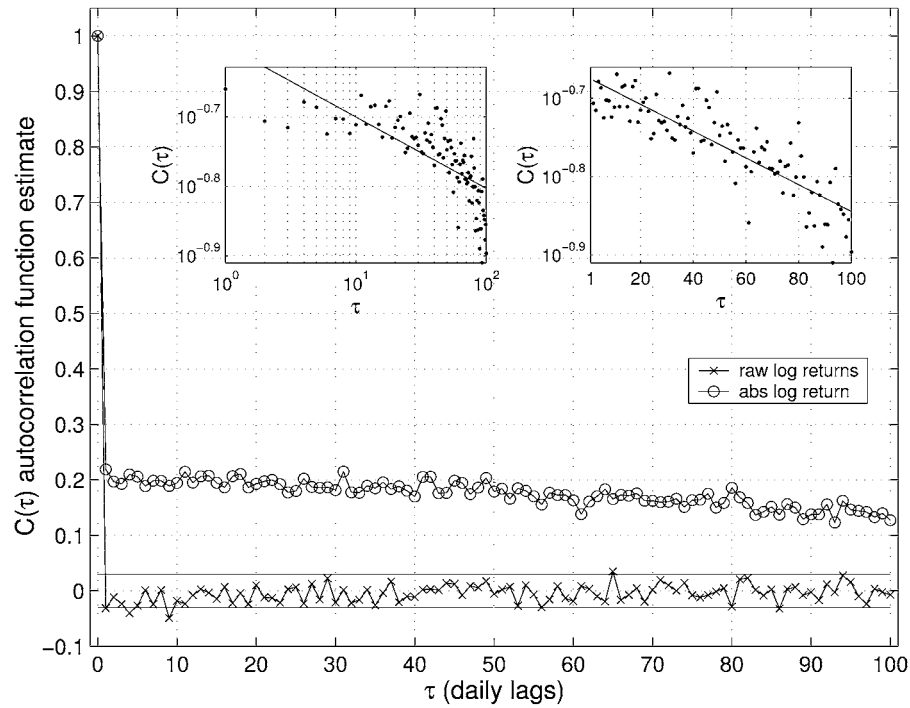 C(τ) autocorrelation function estimate
1
0.9
0.8
0.7
0.6
0.5
0.4
0.3
0.2
0.1
0
−0.1
0 10 20 30 40 50 60 70 80 90 100
τ (daily lags)
C(τ)
10^−0.7
10^−0.8
10^−0.9
10^0 10^1 10^2
τ
C(τ)
10^−0.7
10^−0.8
10^−0.9
1 20 40 60 80 100
τ
raw log returns
abs log return